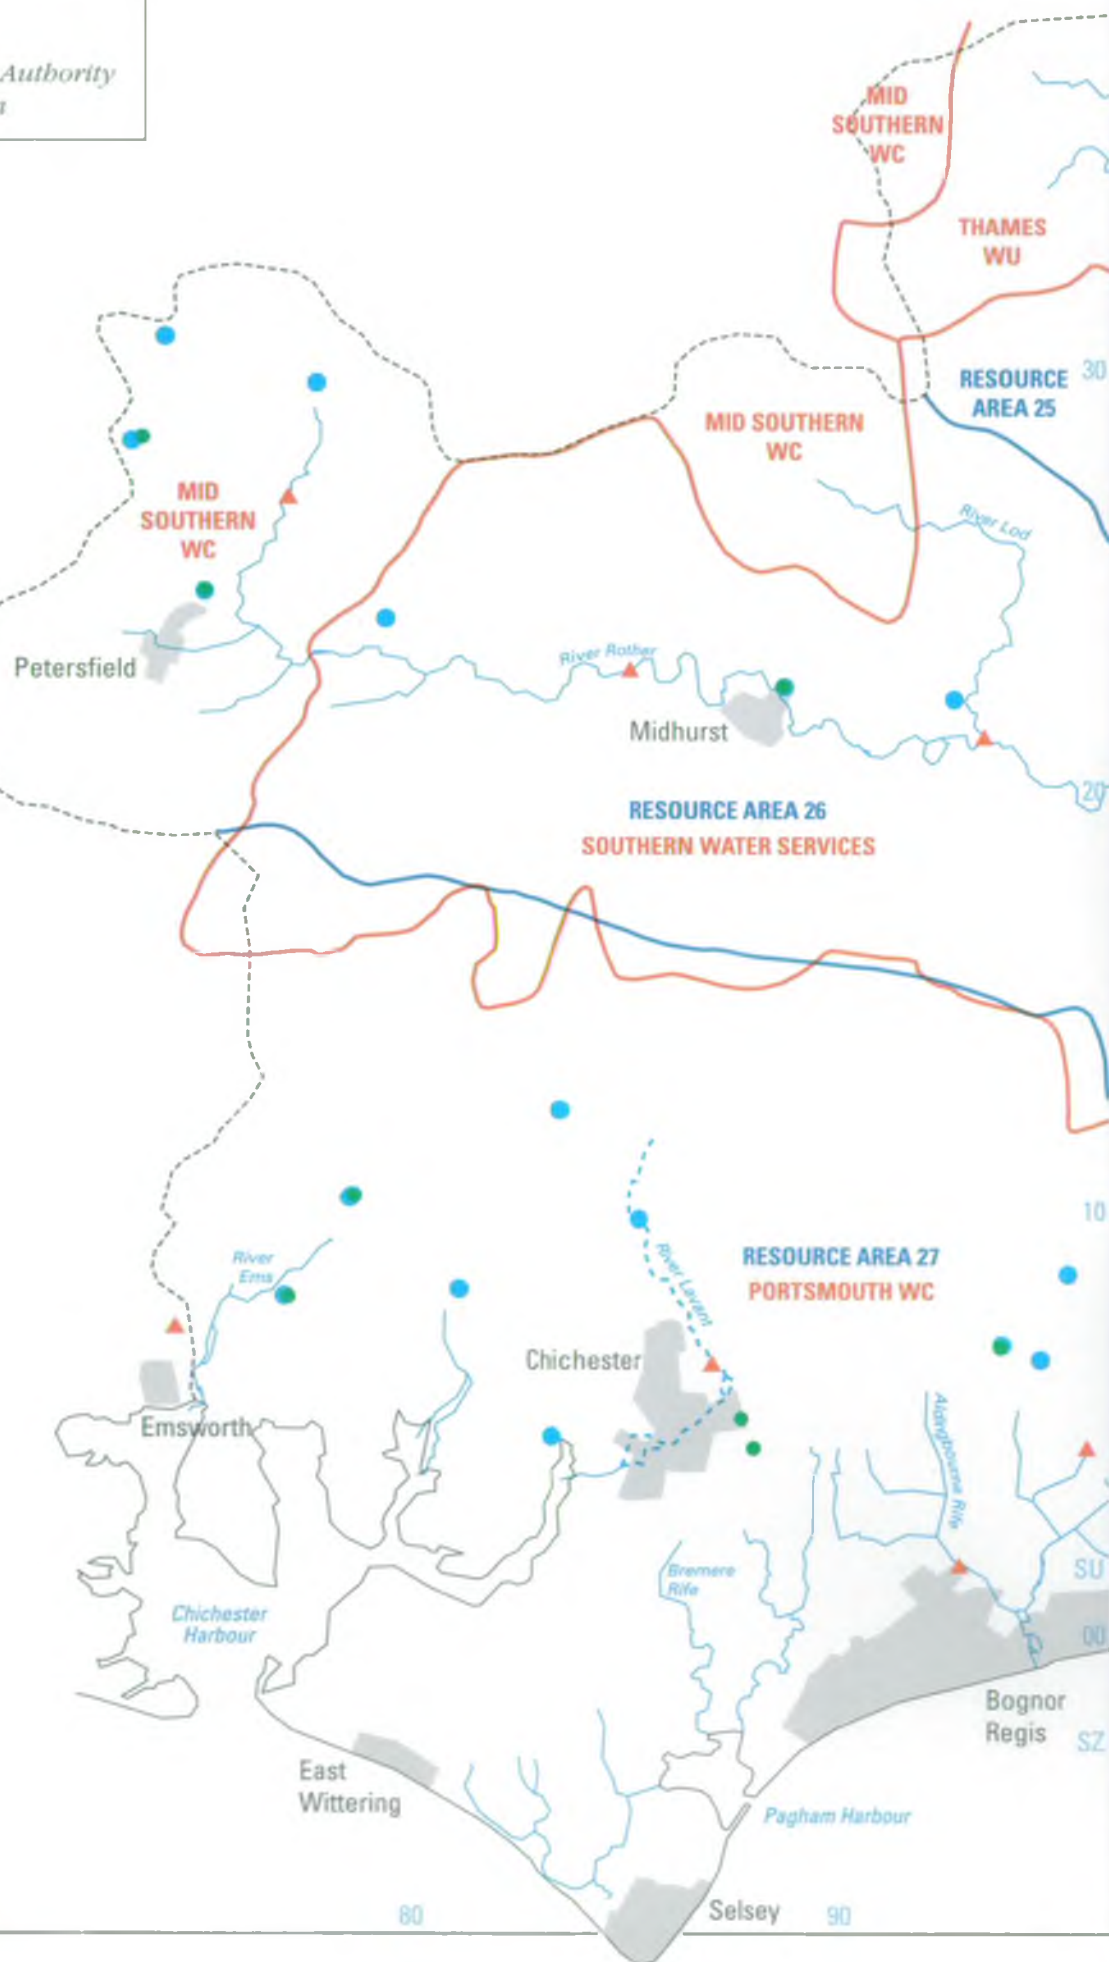 Authority
MID
SOUTHERN
WC
THAMES
WU
30
RESOURCE
AREA 25
MID SOUTHERN
WC
MID
SOUTHERN
WC
River Lod
Petersfield
River Rother
Midhurst
20
RESOURCE AREA 26
SOUTHERN WATER SERVICES
10
River
Ems
River Lavant
RESOURCE AREA 27
PORTSMOUTH WC
Chichester
Emsworth
Aldingbourne Rife
Bremere
Rife
SU
Chichester
Harbour
00
Bognor
Regis
SZ
East
Wittering
Pagham Harbour
80
Selsey
90